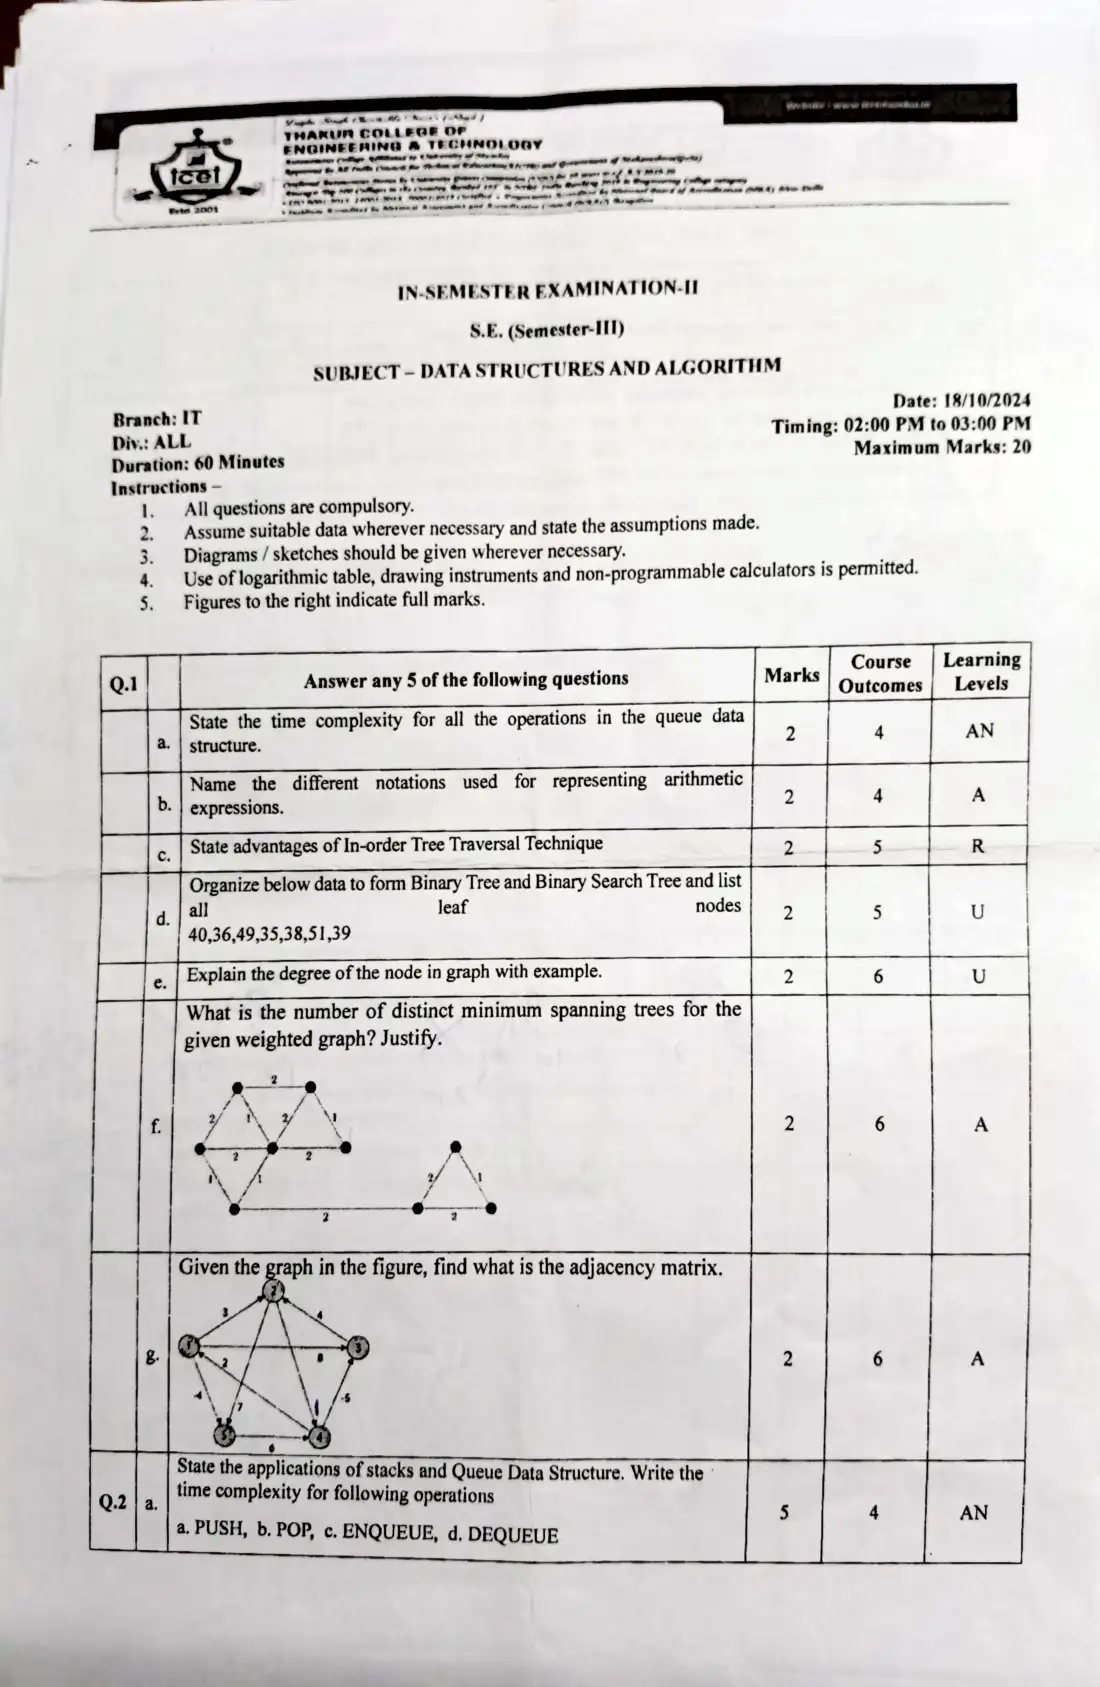 tcet
Estd 2001
THAKUR COLLEGE OF
ENGINEERING & TECHNOLOGY
IN-SEMESTER EXAMINATION-II
S.E. (Semester-III)
SUBJECT – DATA STRUCTURES AND ALGORITHM
Date: 18/10/2024
Branch: IT
Timing: 02:00 PM to 03:00 PM
Div.: ALL
Maximum Marks: 20
Duration: 60 Minutes
Instructions –
1. All questions are compulsory.
2. Assume suitable data wherever necessary and state the assumptions made.
3. Diagrams / sketches should be given wherever necessary.
4. Use of logarithmic table, drawing instruments and non-programmable calculators is permitted.
5. Figures to the right indicate full marks.
Q.1 Answer any 5 of the following questions Marks Course Outcomes Learning Levels
a. State the time complexity for all the operations in the queue data
structure. 2 4 AN
b. Name the different notations used for representing arithmetic
expressions. 2 4 A
c. State advantages of In-order Tree Traversal Technique 2 5 R
Organize below data to form Binary Tree and Binary Search Tree and list
d. all leaf nodes 2 5 U
40,36,49,35,38,51,39
e. Explain the degree of the node in graph with example. 2 6 U
What is the number of distinct minimum spanning trees for the
given weighted graph? Justify.
2
2 1 2 1
f. 2 6 A
2 2
1 1
2 1
2 2
Given the graph in the figure, find what is the adjacency matrix.
2
3 4
1 3
g. 2 6 A
2 8
-4 7 1 -5
5 4
6
State the applications of stacks and Queue Data Structure. Write the
Q.2 a. time complexity for following operations 5 4 AN
a. PUSH, b. POP, c. ENQUEUE, d. DEQUEUE